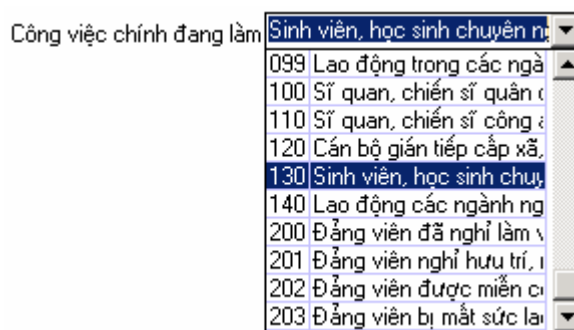 Công việc chính đang làm Sinh viên, học sinh chuyên
099 Lao động trong các ngà
100 Sĩ quan, chiến sĩ quân
110 Sĩ quan, chiến sĩ công
120 Cán bộ gián tiếp cấp xã,
130 Sinh viên, học sinh chuy
140 Lao động các ngành ng
200 Đảng viên đã nghỉ làm v
201 Đảng viên nghỉ hưu trí,
202 Đảng viên được miễn c
203 Đảng viên bị mất sức la